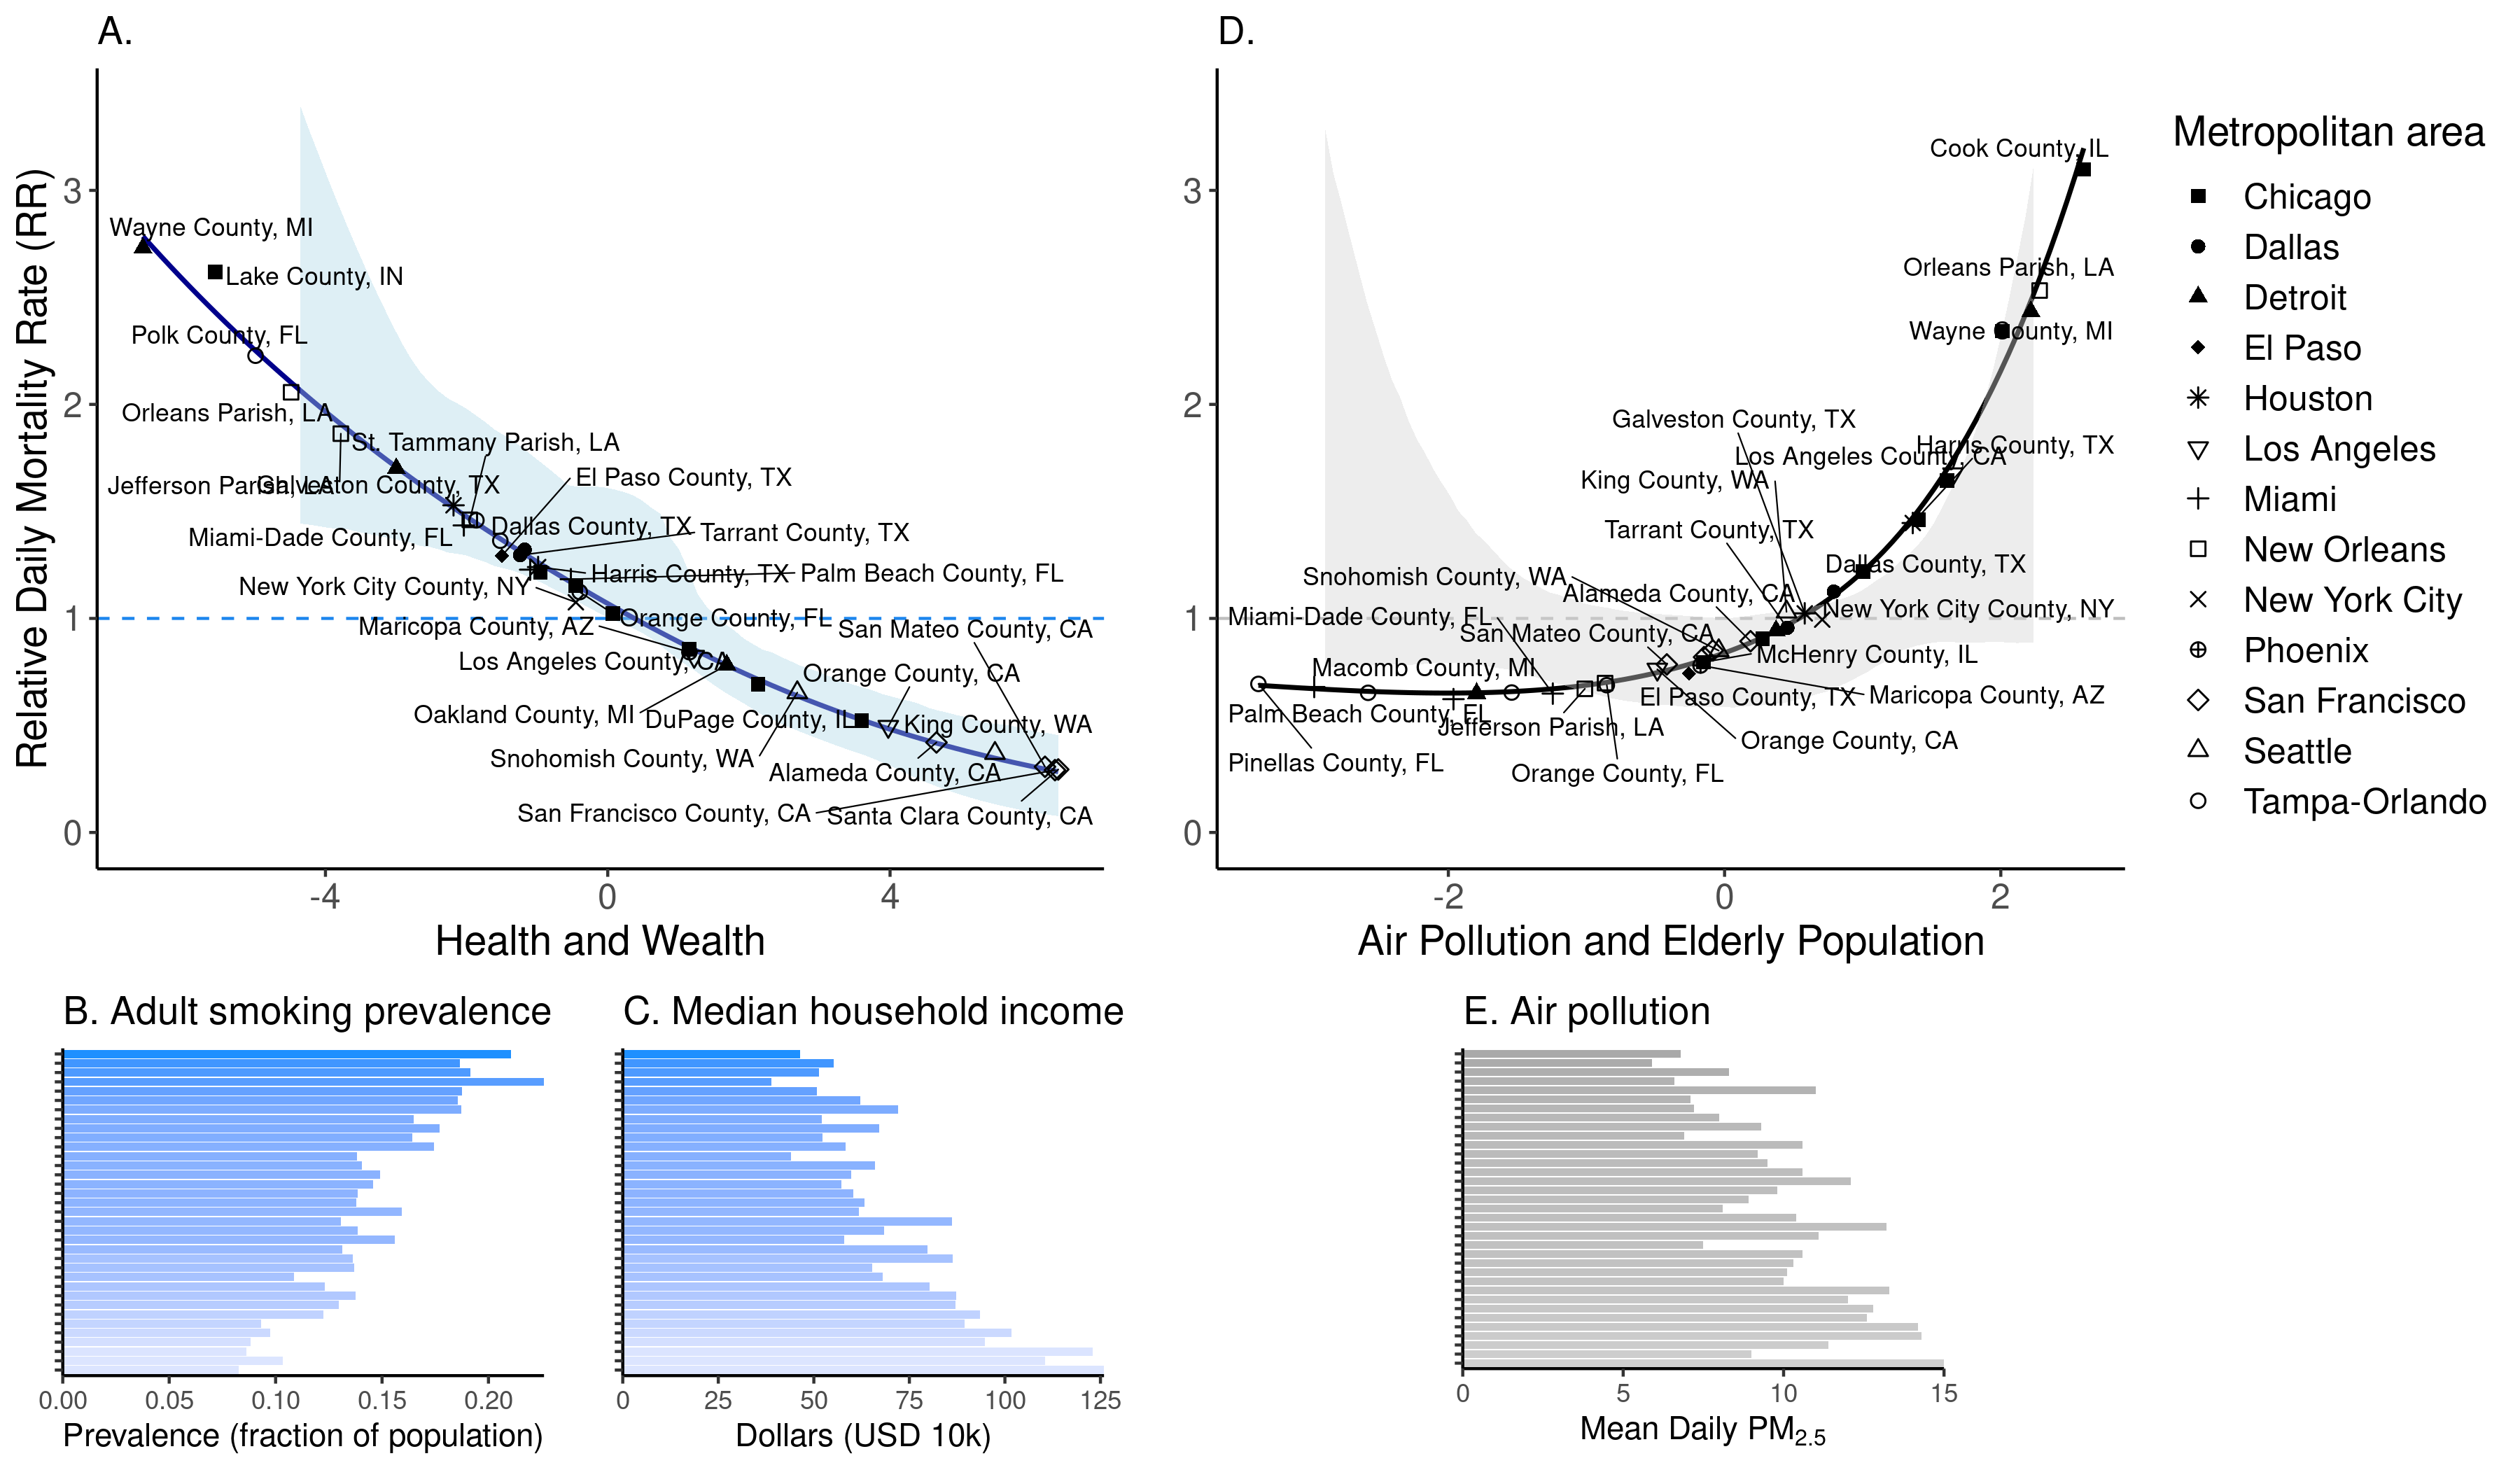 A.
Relative Daily Mortality Rate (RR)
3
2
1
0
Wayne County, MI
Lake County, IN
Polk County, FL
Orleans Parish, LA
St. Tammany Parish, LA
Jefferson Parish, LA
Galveston County, TX
El Paso County, TX
Miami-Dade County, FL
Dallas County, TX
Tarrant County, TX
New York City County, NY
Harris County, TX
Palm Beach County, FL
Maricopa County, AZ
Orange County, FL
San Mateo County, CA
Los Angeles County, CA
Orange County, CA
Oakland County, MI
DuPage County, IL
King County, WA
Snohomish County, WA
Alameda County, CA
San Francisco County, CA
Santa Clara County, CA
-4
0
4
Health and Wealth
D.
3
2
1
0
Cook County, IL
Orleans Parish, LA
Wayne County, MI
Galveston County, TX
Harris County, TX
Los Angeles County, CA
King County, WA
Tarrant County, TX
Dallas County, TX
Snohomish County, WA
Alameda County, CA
Miami-Dade County, FL
New York City County, NY
San Mateo County, CA
McHenry County, IL
Macomb County, MI
El Paso County, TX
Maricopa County, AZ
Palm Beach County, FL
Jefferson Parish, LA
Orange County, CA
Pinellas County, FL
Orange County, FL
-2
0
2
Air Pollution and Elderly Population
Metropolitan area
Chicago
Dallas
Detroit
El Paso
Houston
Los Angeles
Miami
New Orleans
New York City
Phoenix
San Francisco
Seattle
Tampa-Orlando
B. Adult smoking prevalence
0.00 0.05 0.10 0.15 0.20
Prevalence (fraction of population)
C. Median household income
0 25 50 75 100 125
Dollars (USD 10k)
E. Air pollution
0 5 10 15
Mean Daily PM2.5